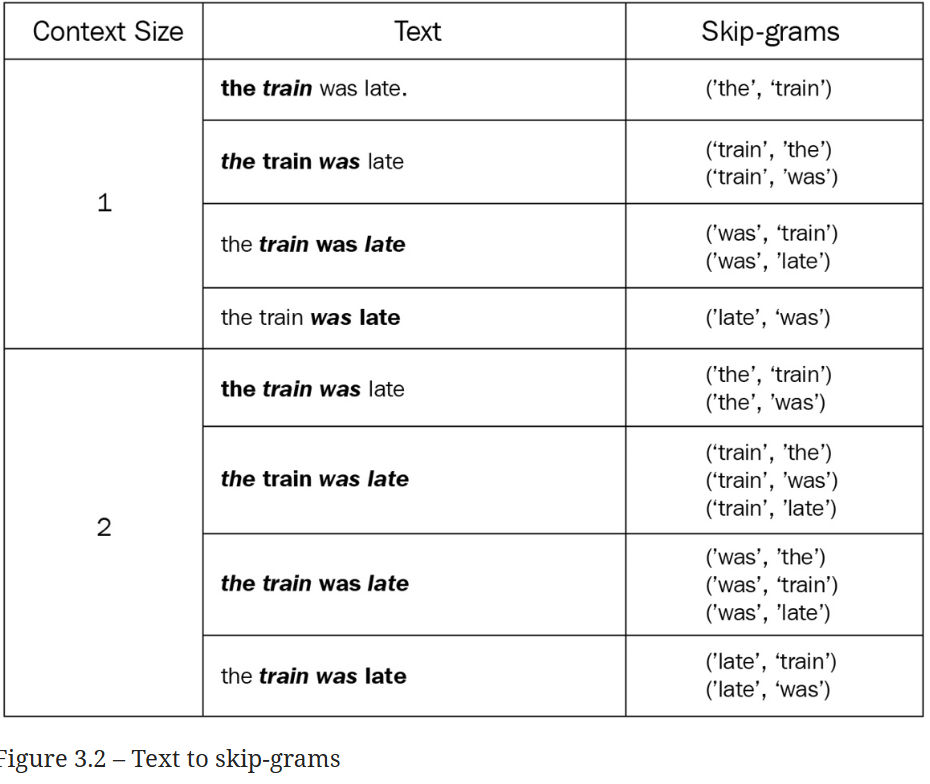 Context Size Text Skip-grams
1
the train was late.
(’the’, ‘train’)
the train was late
(‘train’, ’the’)
(‘train’, ’was’)
the train was late
(’was’, ‘train’)
(’was’, ’late’)
the train was late
(’late’, ‘was’)
2
the train was late
(’the’, ‘train’)
(’the’, ’was’)
the train was late
(‘train’, ’the’)
(‘train’, ’was’)
(‘train’, ’late’)
the train was late
(’was’, ’the’)
(’was’, ‘train’)
(’was’, ’late’)
the train was late
(’late’, ‘train’)
(’late’, ‘was’)
Figure 3.2 – Text to skip-grams